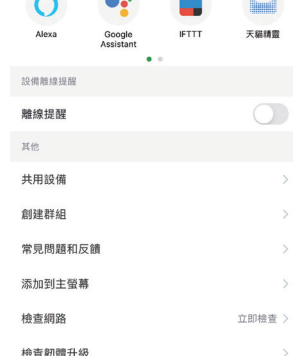 Alexa
Google
Assistant
IFTTT
天貓精靈
設備離線提醒
離線提醒
其他
共用設備
創建群組
常見問題和反饋
添加到主螢幕
檢查網路
立即檢查
檢查韌體升級